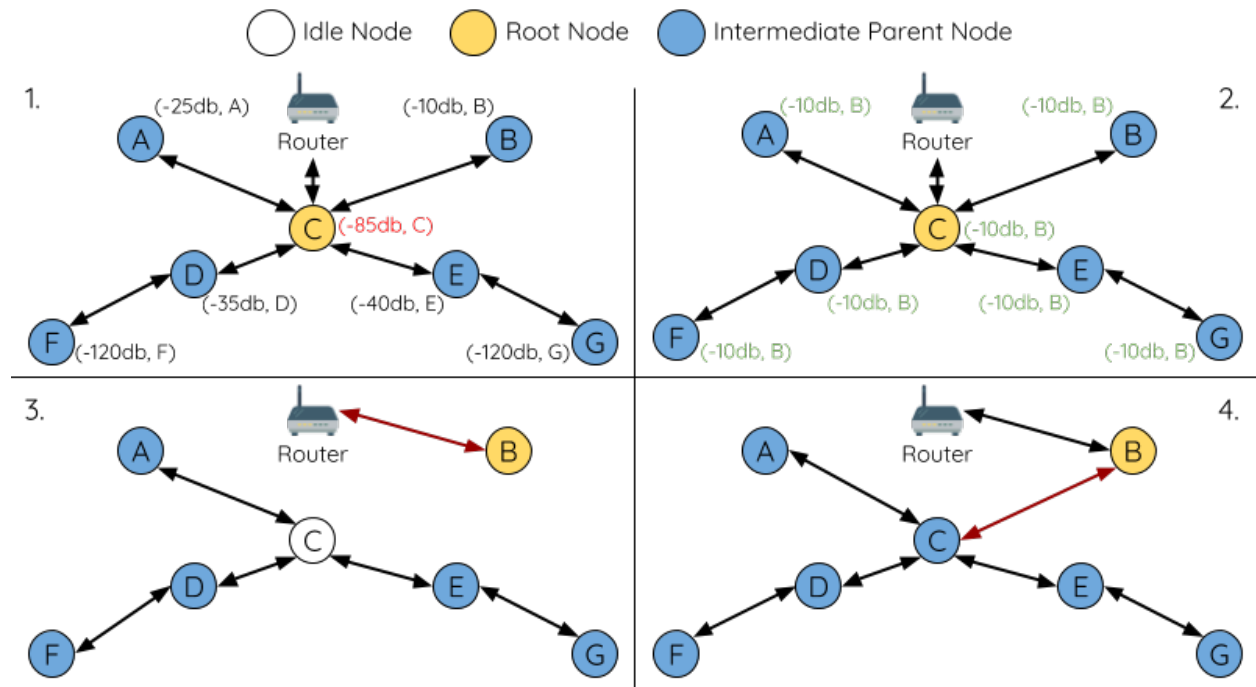 Idle Node
Root Node
Intermediate Parent Node
1.
(-25db, A)
(-10db, B)
A
Router
B
C
(-85db, C)
D
E
(-35db, D)
(-40db, E)
F
(-120db, F)
(-120db, G)
G
2.
(-10db, B)
(-10db, B)
A
Router
B
C
(-10db, B)
D
E
(-10db, B)
(-10db, B)
F
(-10db, B)
(-10db, B)
G
3.
A
Router
B
C
D
E
F
G
4.
A
Router
B
C
D
E
F
G